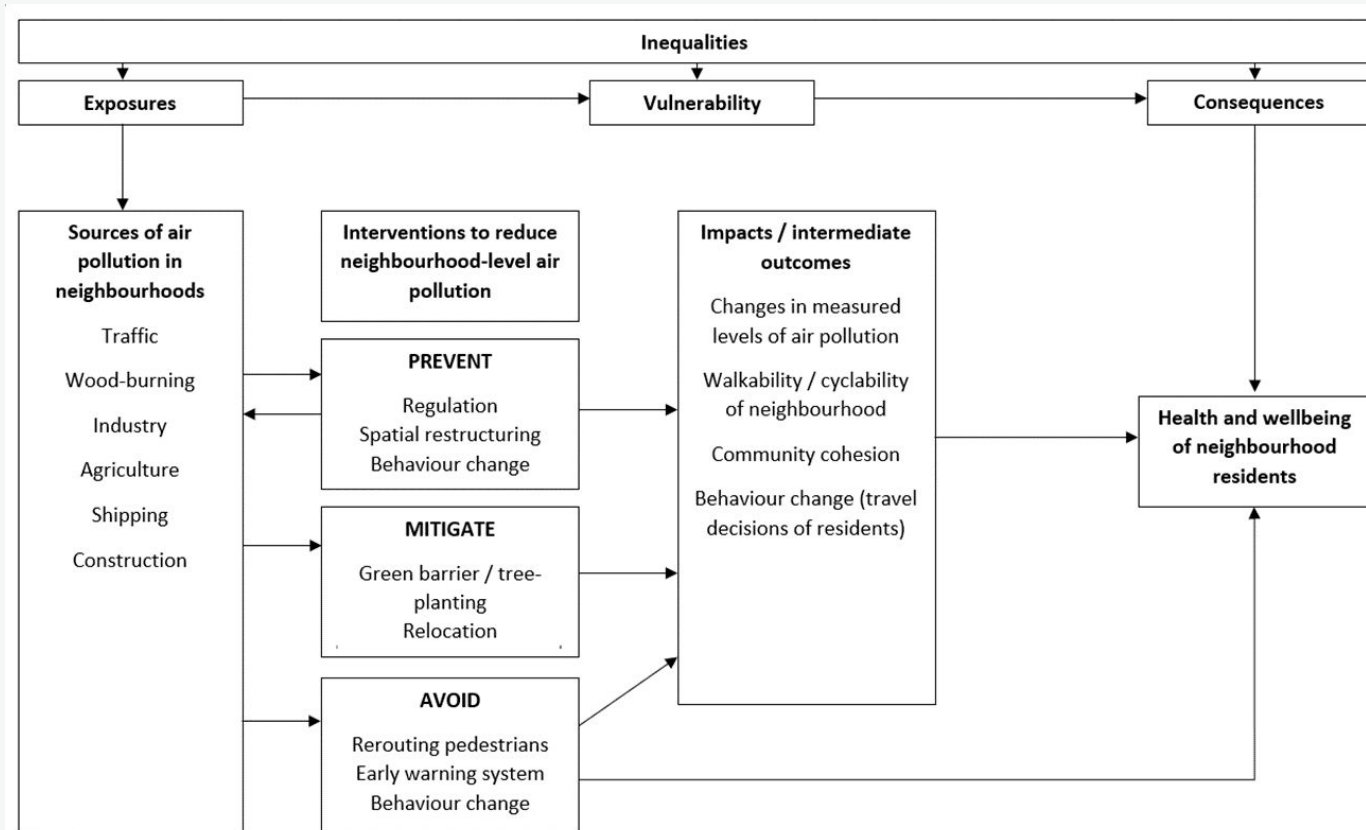 Inequalities
Exposures
Vulnerability
Consequences
Sources of air
pollution in
neighbourhoods
Traffic
Wood-burning
Industry
Agriculture
Shipping
Construction
Interventions to reduce
neighbourhood-level air
pollution
PREVENT
Regulation
Spatial restructuring
Behaviour change
MITIGATE
Green barrier / tree-
planting
Relocation
AVOID
Rerouting pedestrians
Early warning system
Behaviour change
Impacts / intermediate
outcomes
Changes in measured
levels of air pollution
Walkability / cyclability
of neighbourhood
Community cohesion
Behaviour change (travel
decisions of residents)
Health and wellbeing
of neighbourhood
residents